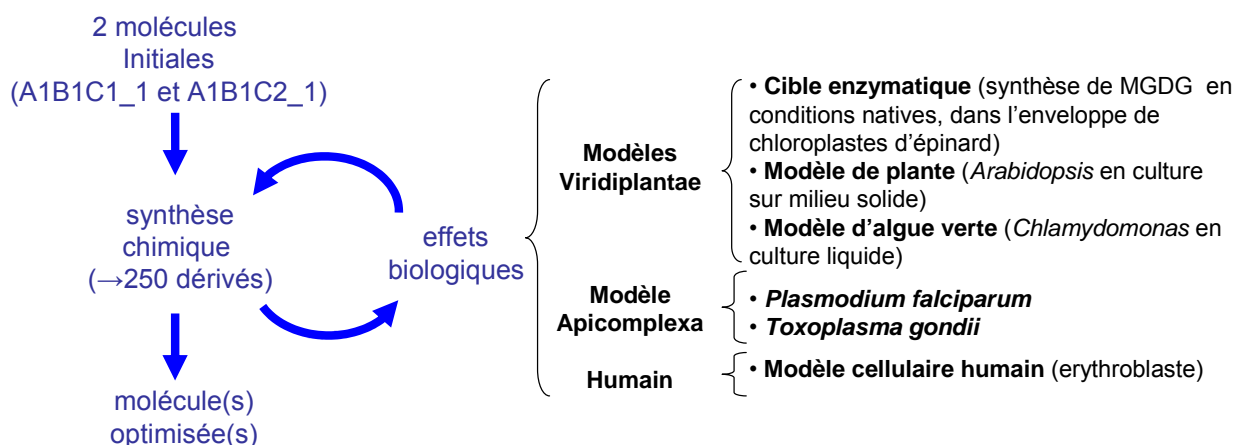 2 molécules
Initiales
(A1B1C1_1 et A1B1C2_1)
synthèse
chimique
(→250 dérivés)
molécule(s)
optimisée(s)
effets
biologiques
Modèles
Viridiplantae
• Cible enzymatique (synthèse de MGDG en
conditions natives, dans l'enveloppe de
chloroplastes d'épinard)
• Modèle de plante (Arabidopsis en culture
sur milieu solide)
• Modèle d'algue verte (Chlamydomonas en
culture liquide)
Modèle
Apicomplexa
• Plasmodium falciparum
• Toxoplasma gondii
Humain
• Modèle cellulaire humain (erythroblaste)